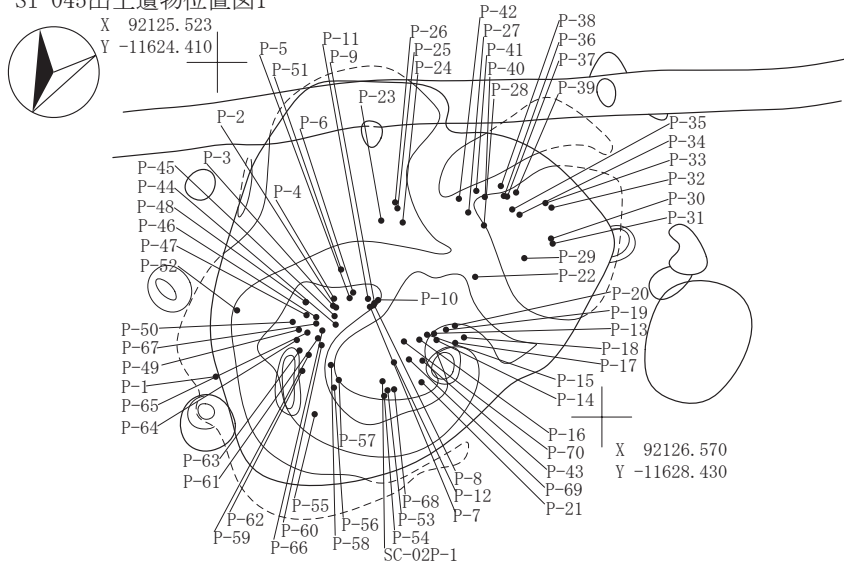 SI-045出土遺物位置図1
X 92125.523
Y -11624.410
P-5
P-51
P-11
P-9
P-26
P-25
P-24
P-23
P-42
P-27
P-41
P-40
P-28
P-38
P-36
P-37
P-39
P-2
P-6
P-3
P-4
P-45
P-44
P-48
P-46
P-47
P-52
P-35
P-34
P-33
P-32
P-30
P-31
P-29
P-22
P-10
P-20
P-19
P-13
P-18
P-17
P-15
P-14
P-50
P-67
P-49
P-1
P-65
P-64
P-63
P-61
P-57
P-16
P-70
P-43
P-69
P-21
X 92126.570
Y -11628.430
P-8
P-12
P-7
P-55
P-62
P-59
P-60
P-66
P-56
P-58
P-68
P-53
P-54
SC-02P-1